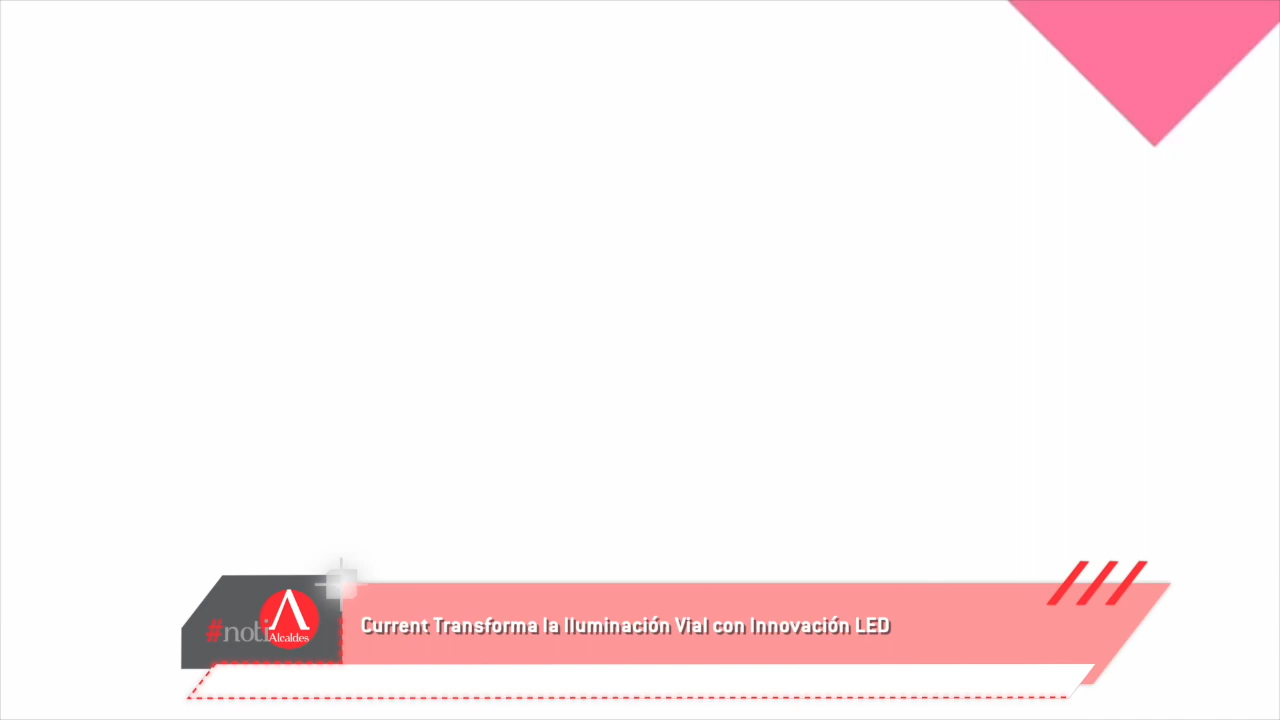 #noti
Alcaldes
Current Transforma la Iluminación Vial con Innovación LED